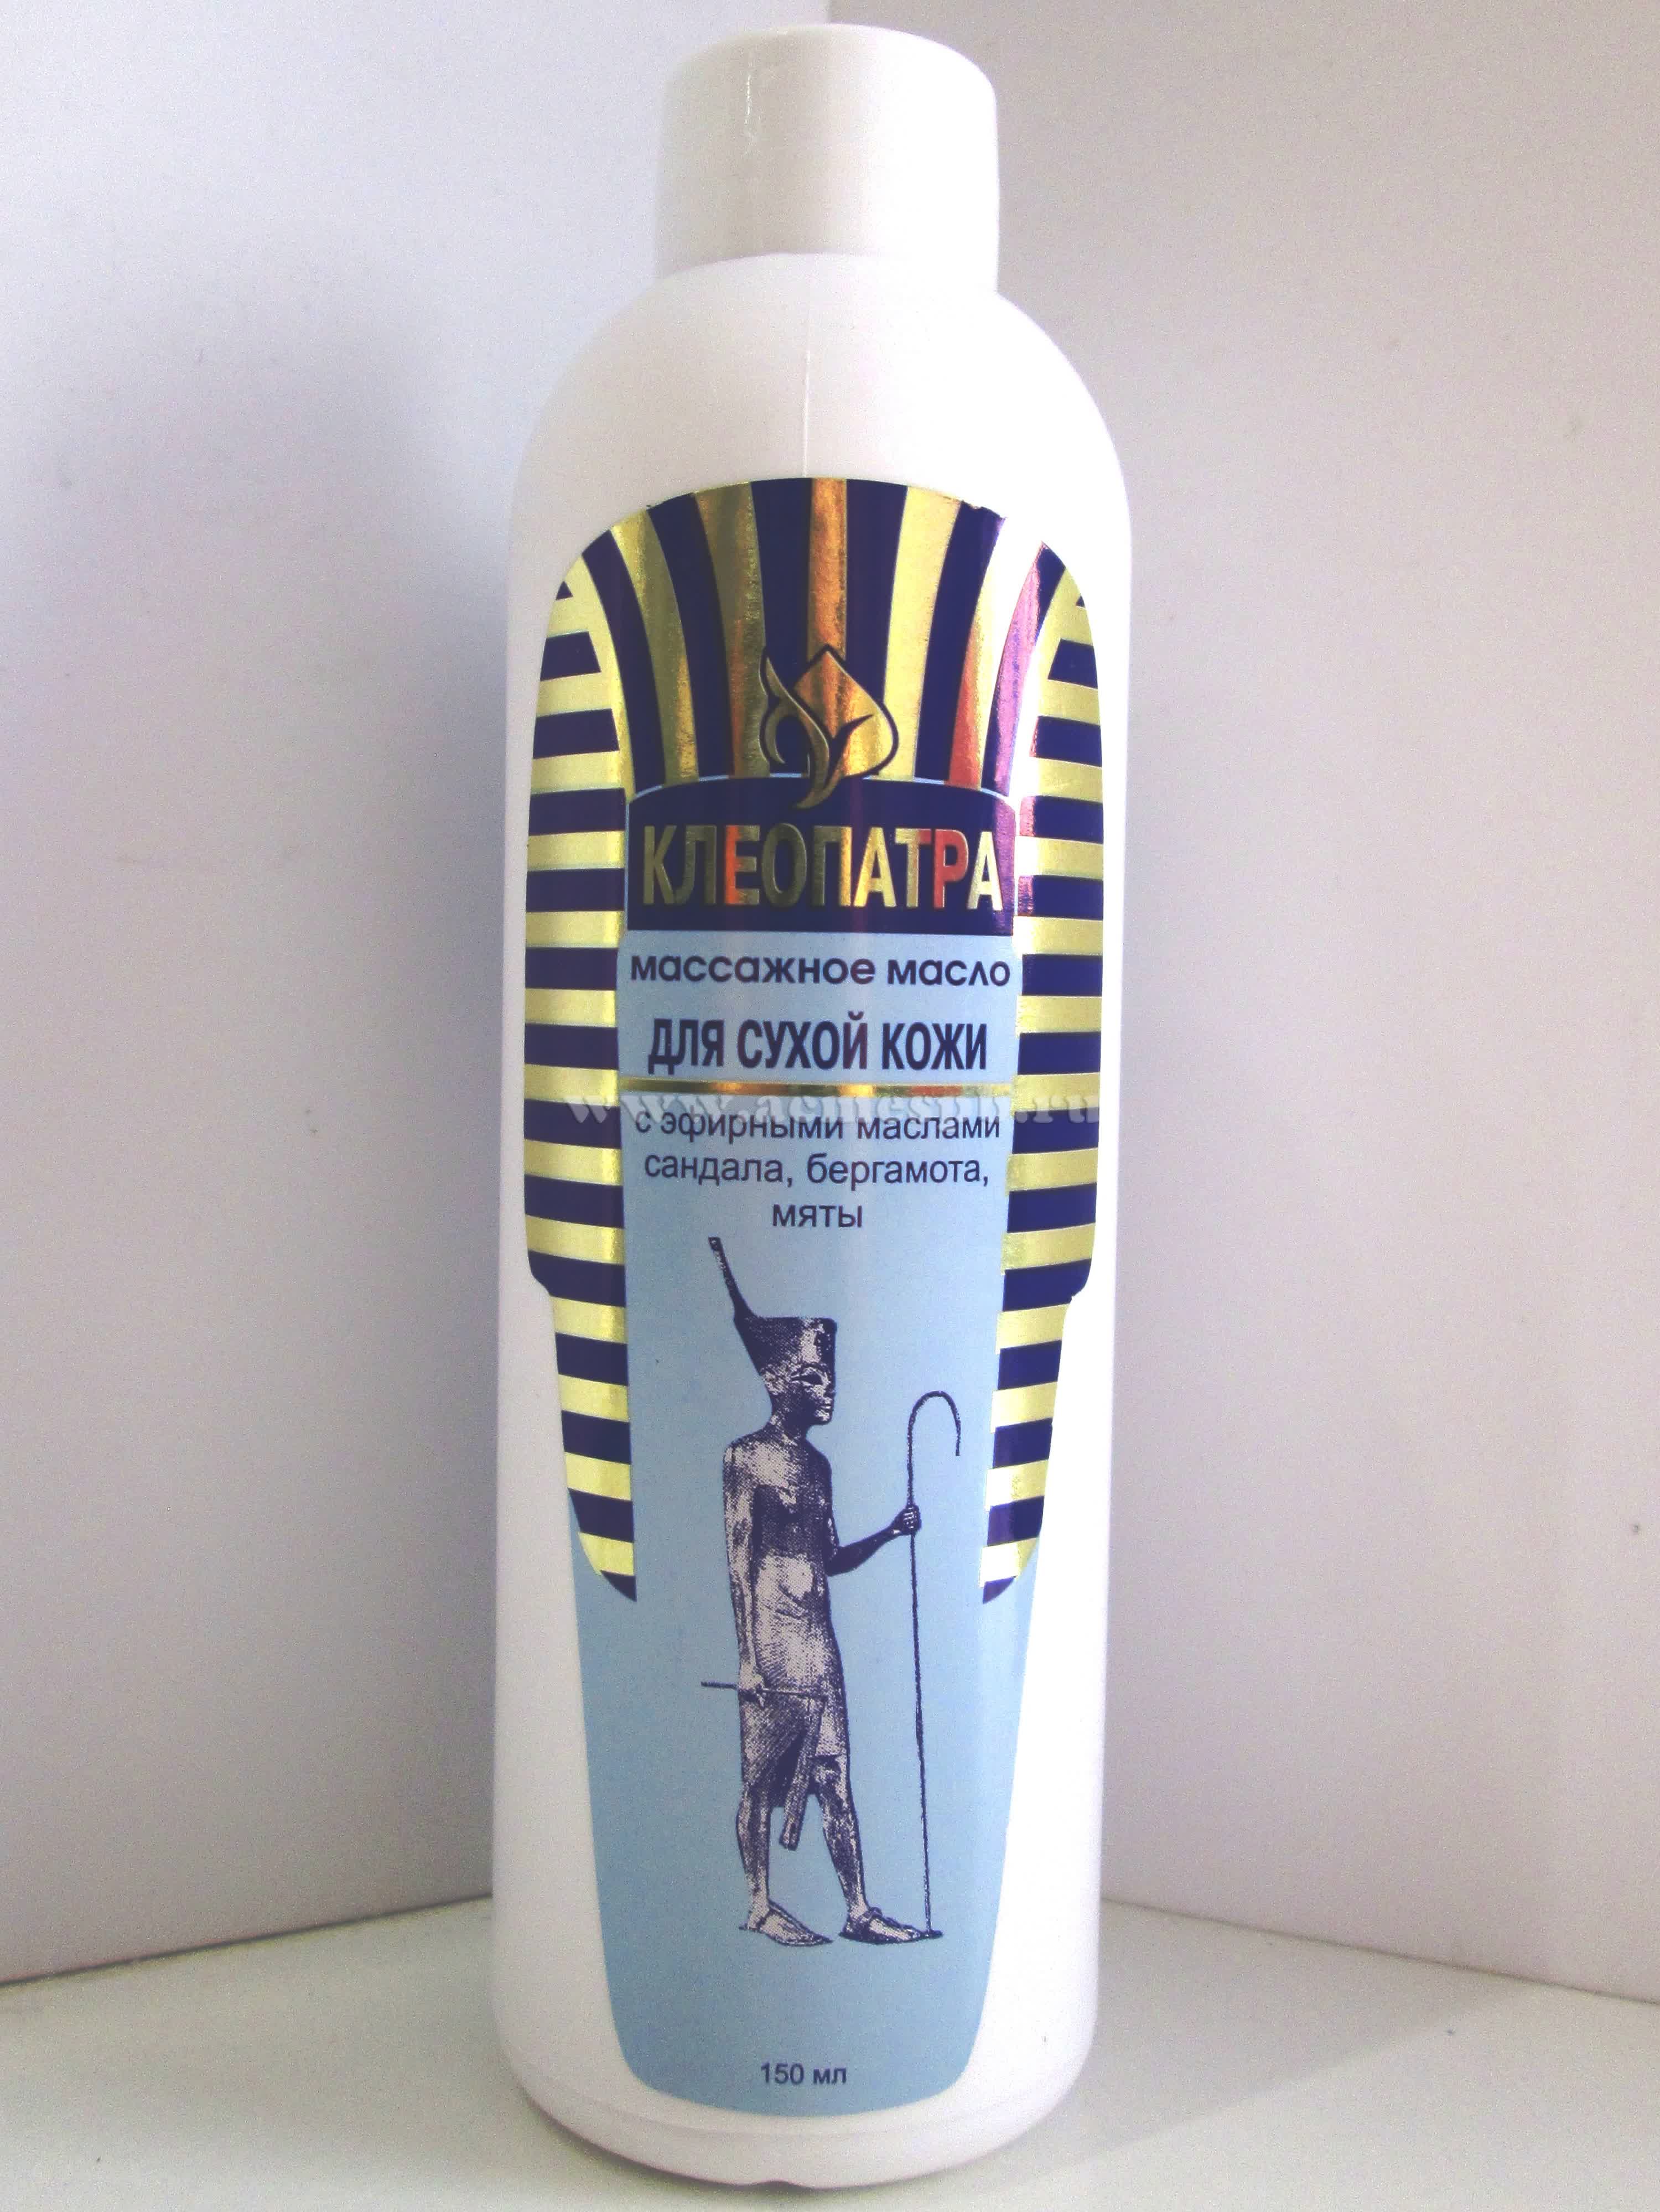 КЛЕОПАТРА
массажное масло
ДЛЯ СУХОЙ КОЖИ
с эфирными маслами
сандала, бергамота,
мяты
150 мл